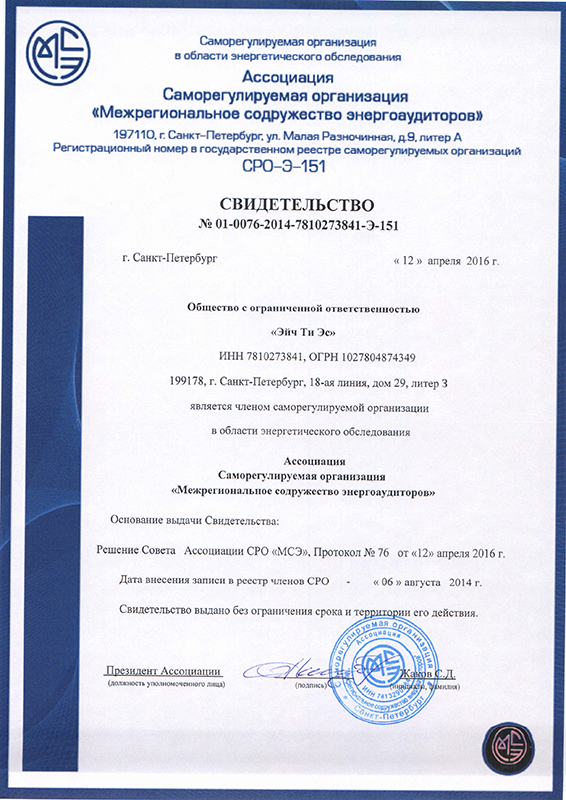 МСЭ
Саморегулируемая организация
в области энергетического обследования
Ассоциация
Саморегулируемая организация
«Межрегиональное содружество энергоаудиторов»
197110, г. Санкт-Петербург, ул. Малая Разночинная, д.9, литер А
Регистрационный номер в государственном реестре саморегулируемых организаций
СРО-Э-151
СВИДЕТЕЛЬСТВО
№ 01-0076-2014-7810273841-Э-151
г. Санкт-Петербург « 12 » апреля 2016 г.
Общество с ограниченной ответственностью
«Эйч Ти Эс»
ИНН 7810273841, ОГРН 1027804874349
199178, г. Санкт-Петербург, 18-ая линия, дом 29, литер З
является членом саморегулируемой организации
в области энергетического обследования
Ассоциация
Саморегулируемая организация
«Межрегиональное содружество энергоаудиторов»
Основание выдачи Свидетельства:
Решение Совета Ассоциации СРО «МСЭ», Протокол № 76 от «12» апреля 2016 г.
Дата внесения записи в реестр членов СРО - « 06 » августа 2014 г.
Свидетельство выдано без ограничения срока и территории его действия.
Президент Ассоциации Жаков С.Д.
(должность уполномоченного лица) (подпись) (инициалы, фамилия)
Саморегулируемая организация
Ассоциация
МСЭ
ИНН
Санкт-Петербург
МСЭ